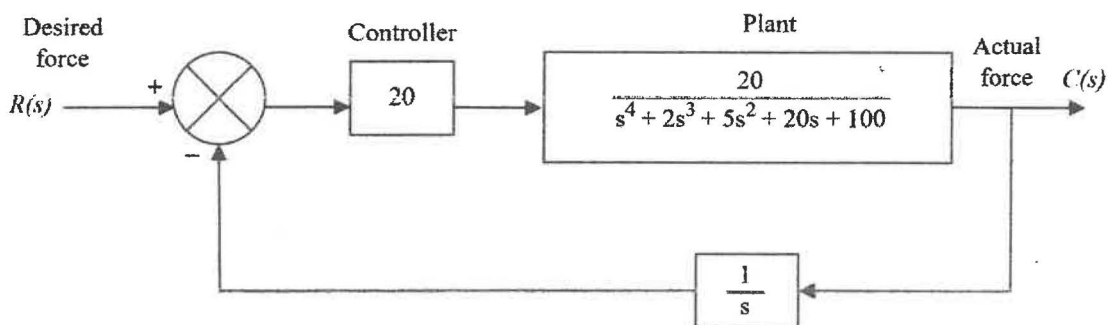 Desired
force
R(s)
+
−
Controller
20
Plant
20
s⁴ + 2s³ + 5s² + 20s + 100
Actual
force
C(s)
1
s